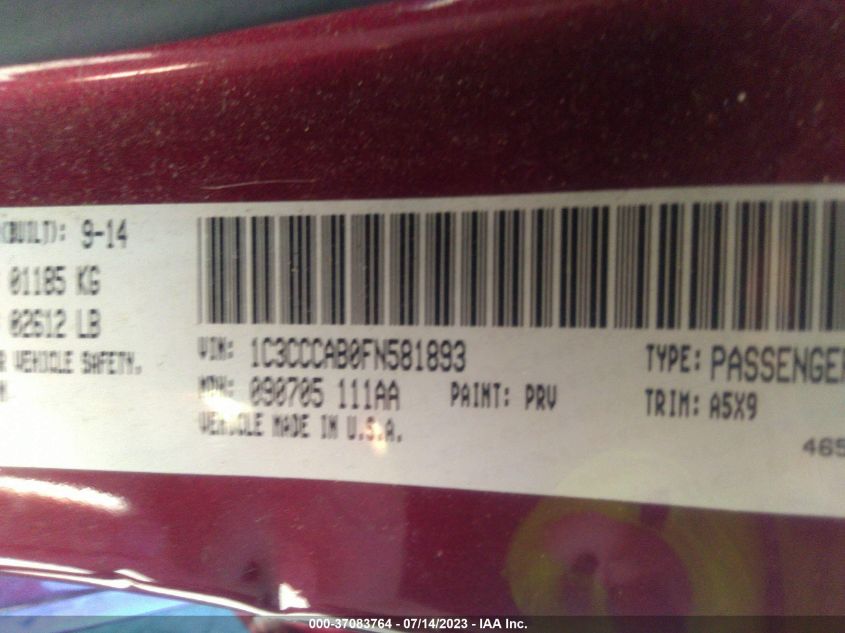 (BUILT): 9-14
01185 KG
02612 LB
VEHICLE SAFETY.
VIN: 1C3CCCAB0FN581893
TYPE: PASSENGER
MDH: 090705 111AA
PAINT: PRV
TRIM: A5X9
VEHICLE MADE IN U.S.A.
465
000-37083764 - 07/14/2023 - IAA Inc.